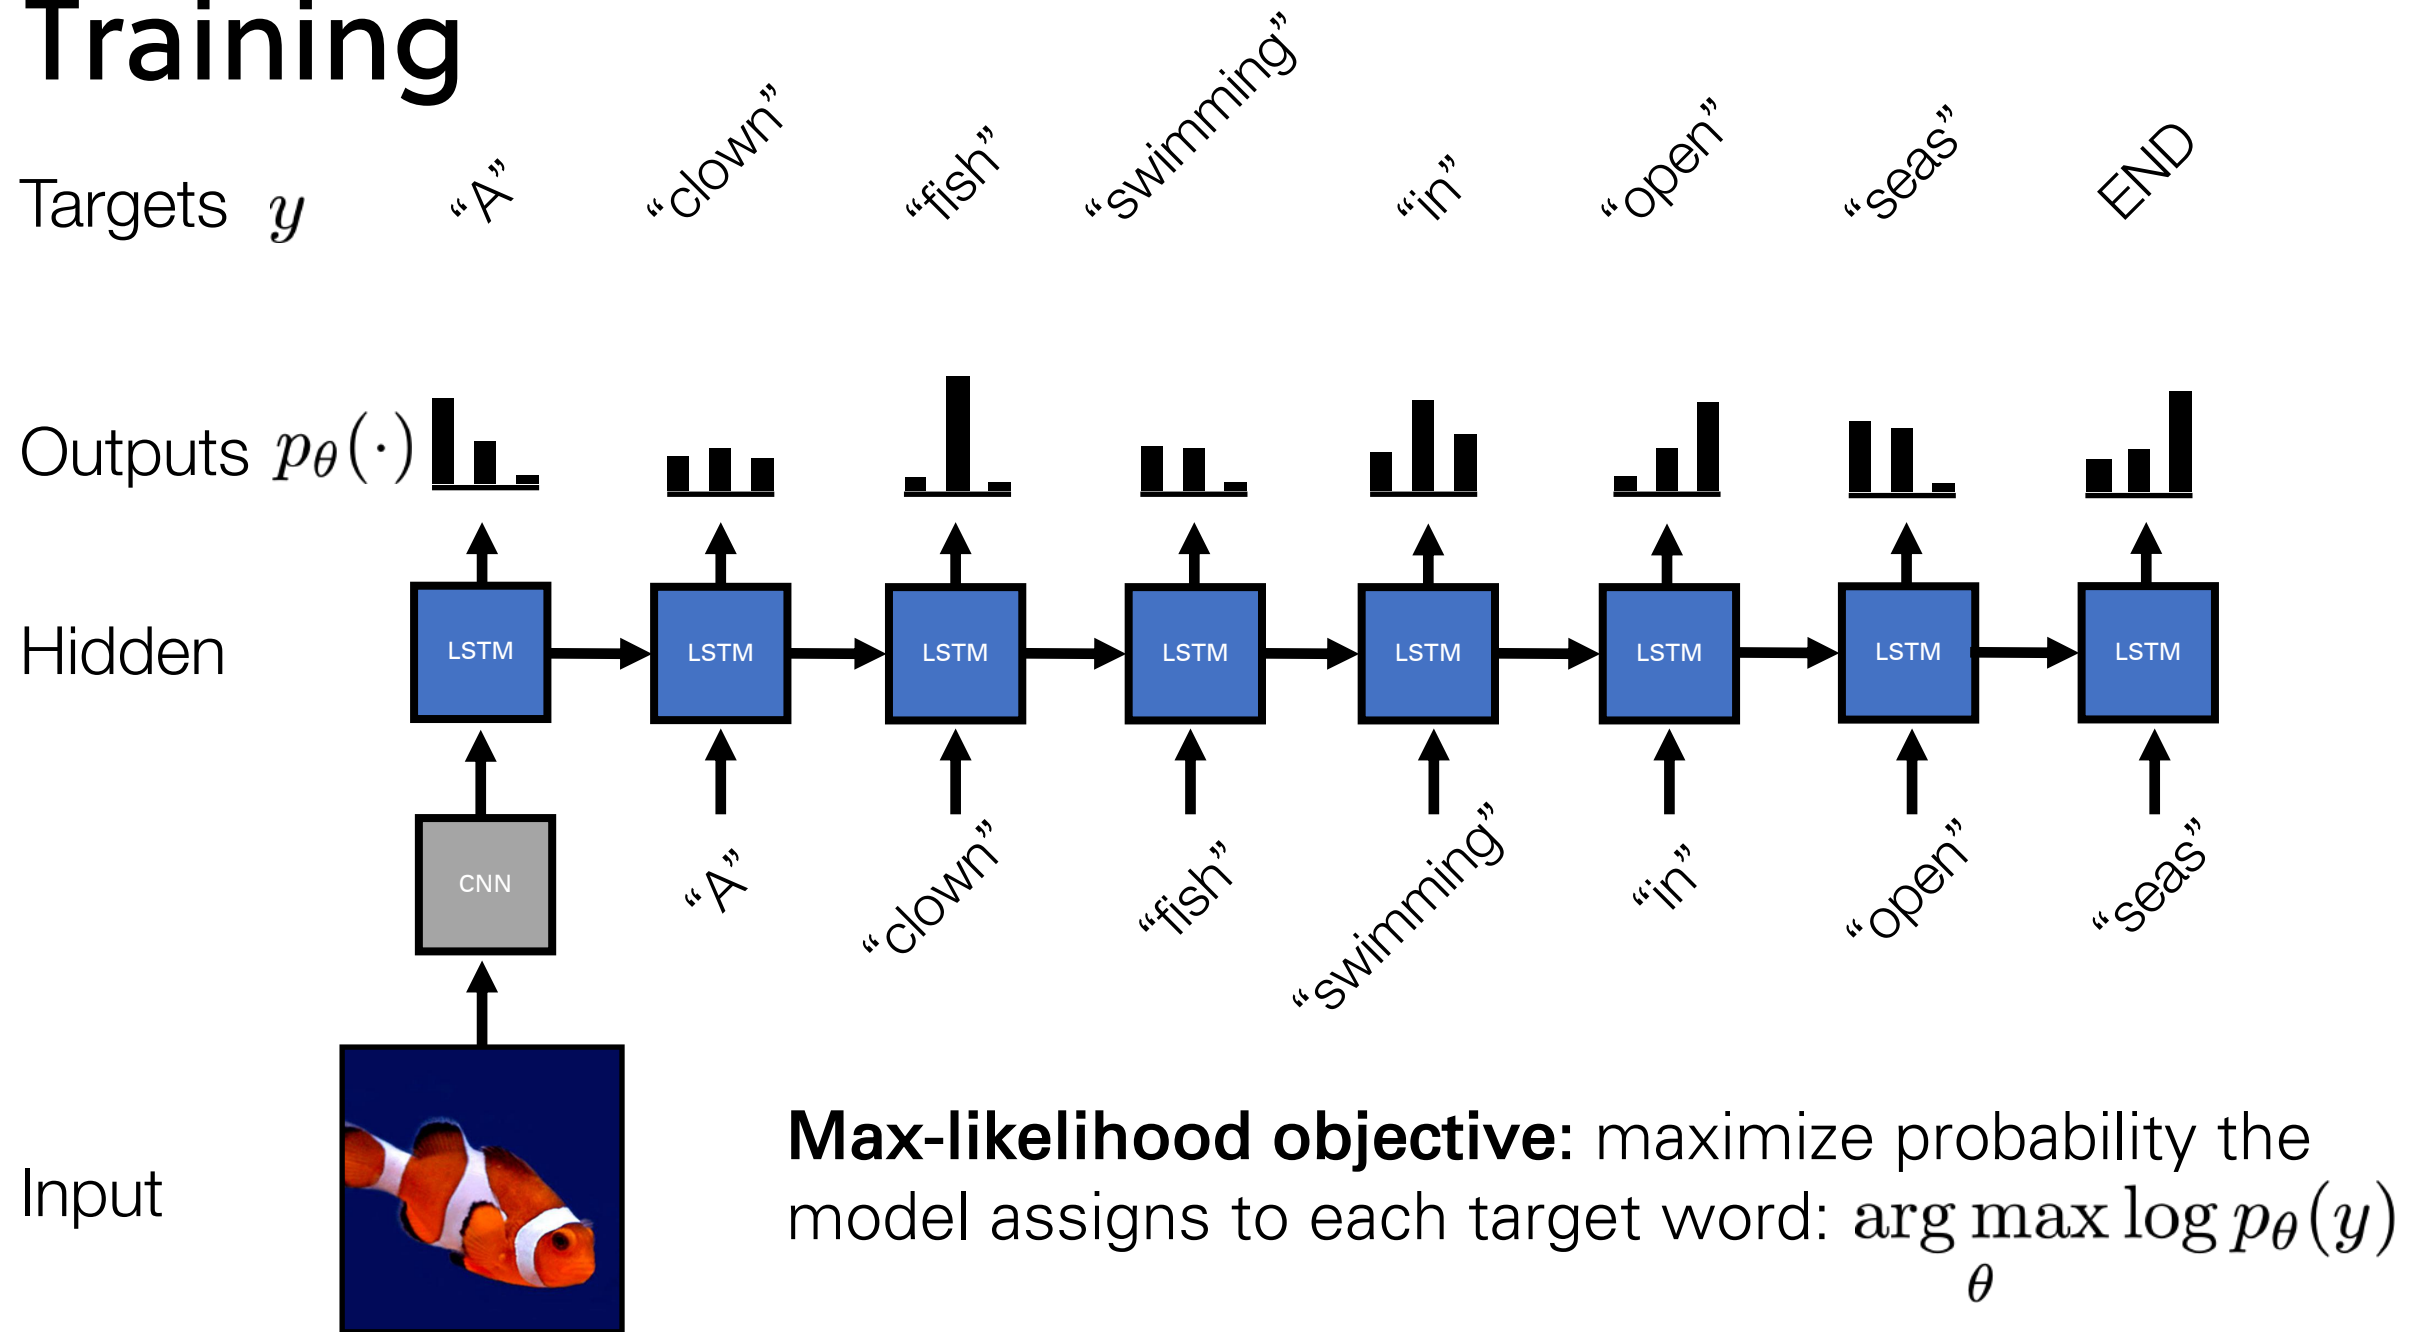 Training
Targets y “A” “clown” “fish” “swimming” “in” “open” “seas” END
Outputs p_θ(·)
Hidden LSTM LSTM LSTM LSTM LSTM LSTM LSTM LSTM
CNN “A” “clown” “fish” “swimming” “in” “open” “seas”
Input
Max-likelihood objective: maximize probability the
model assigns to each target word: arg max log p_θ(y)
θ